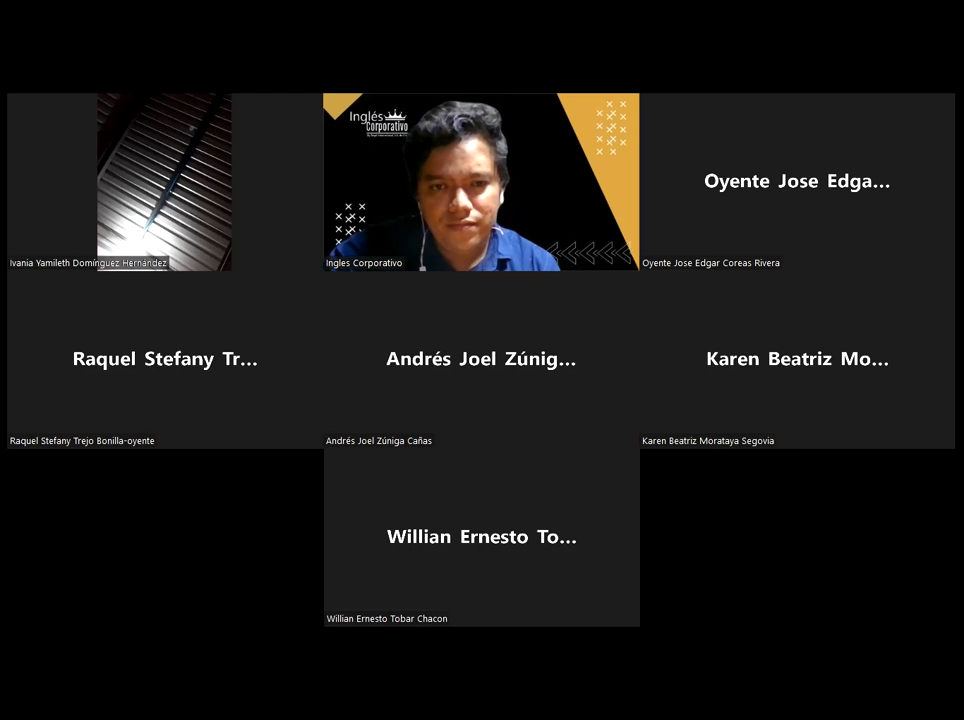 Inglés
Corporativo
Oyente Jose Edga...
Ivania Yamileth Domínguez Hernández
Ingles Corporativo
Oyente Jose Edgar Coreas Rivera
Raquel Stefany Tr...
Andrés Joel Zúnig...
Karen Beatriz Mo...
Raquel Stefany Trejo Bonilla-oyente
Andrés Joel Zúniga Cañas
Karen Beatriz Morataya Segovia
Willian Ernesto To...
Willian Ernesto Tobar Chacon